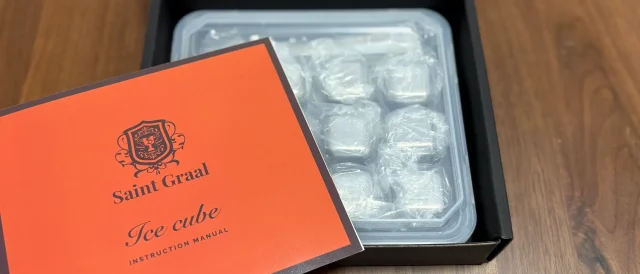 Saint Graal
Ice cube
INSTRUCTION MANUAL